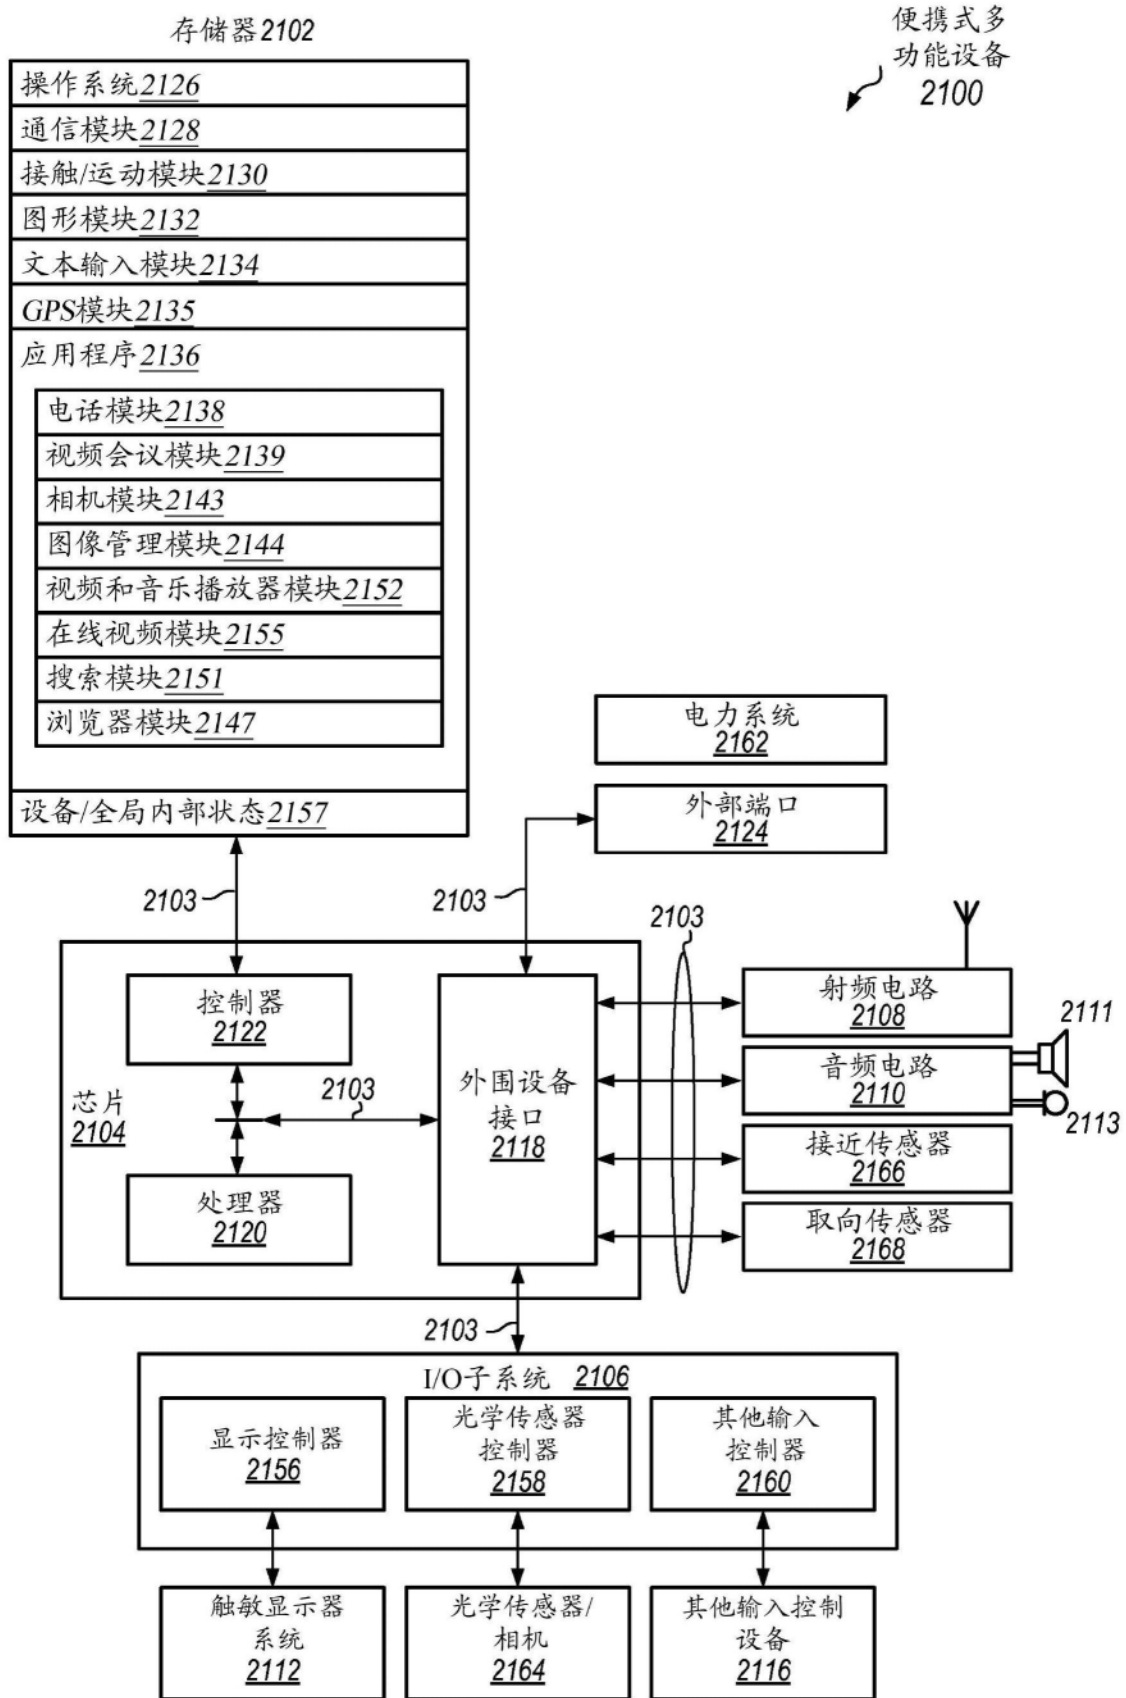 存储器2102
便携式多
功能设备
2100
操作系统2126
通信模块2128
接触/运动模块2130
图形模块2132
文本输入模块2134
GPS模块2135
应用程序2136
电话模块2138
视频会议模块2139
相机模块2143
图像管理模块2144
视频和音乐播放器模块2152
在线视频模块2155
搜索模块2151
浏览器模块2147
设备/全局内部状态2157
电力系统
2162
外部端口
2124
2103
2103
2103
芯片
2104
控制器
2122
2103
处理器
2120
外围设备
接口
2118
射频电路
2108
音频电路
2110
2111
2113
接近传感器
2166
取向传感器
2168
2103
I/O子系统 2106
显示控制器
2156
光学传感器
控制器
2158
其他输入
控制器
2160
触敏显示器
系统
2112
光学传感器/
相机
2164
其他输入控制
设备
2116